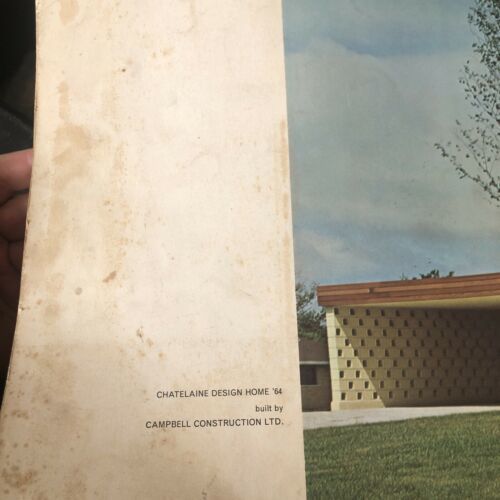 CHATELAINE DESIGN HOME '64
built by
CAMPBELL CONSTRUCTION LTD.